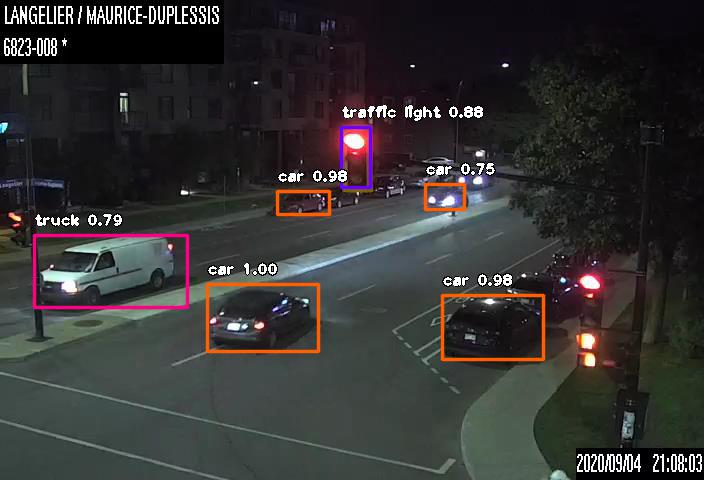 LANGELIER / MAURICE-DUPLESSIS
6823-008 *
traffic light 0.88
car 0.98
car 0.75
truck 0.79
car 1.00
car 0.98
2020/09/04 21:08:03